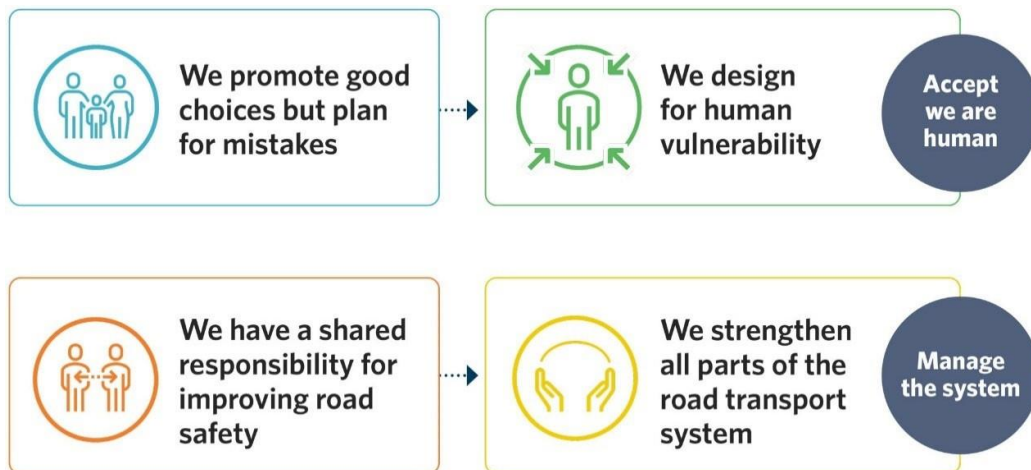 We promote good
choices but plan
for mistakes
We design
for human
vulnerability
Accept
we are
human
We have a shared
responsibility for
improving road
safety
We strengthen
all parts of the
road transport
system
Manage
the system